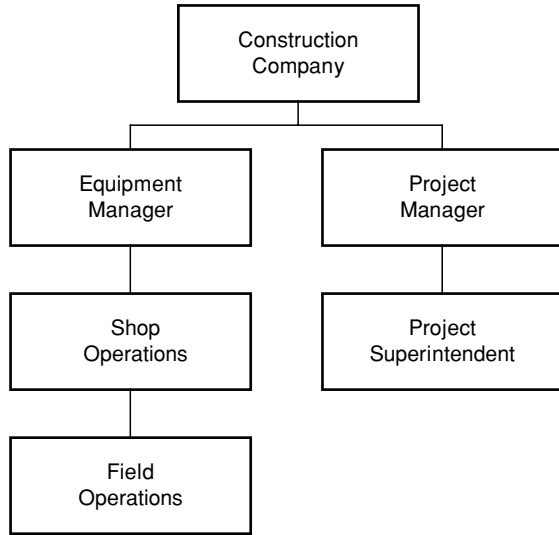 Construction
Company
Equipment
Manager
Project
Manager
Shop
Operations
Project
Superintendent
Field
Operations